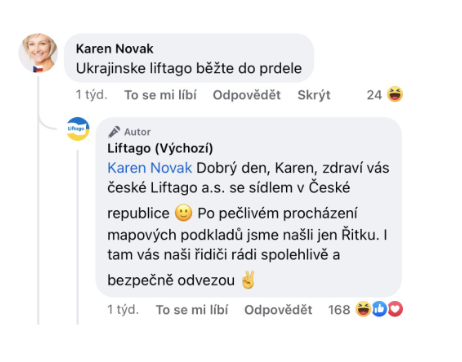 Karen Novak
Ukrajinske liftago běžte do prdele
1 týd. To se mi líbí Odpovědět Skrýt 24
Liftago
Autor
Liftago (Výchozí)
Karen Novak Dobrý den, Karen, zdraví vás
české Liftago a.s. se sídlem v České
republice 🙂 Po pečlivém procházení
mapových podkladů jsme našli jen Řitku. I
tam vás naši řidiči rádi spolehlivě a
bezpečně odvezou ✌️
1 týd. To se mi líbí Odpovědět 168